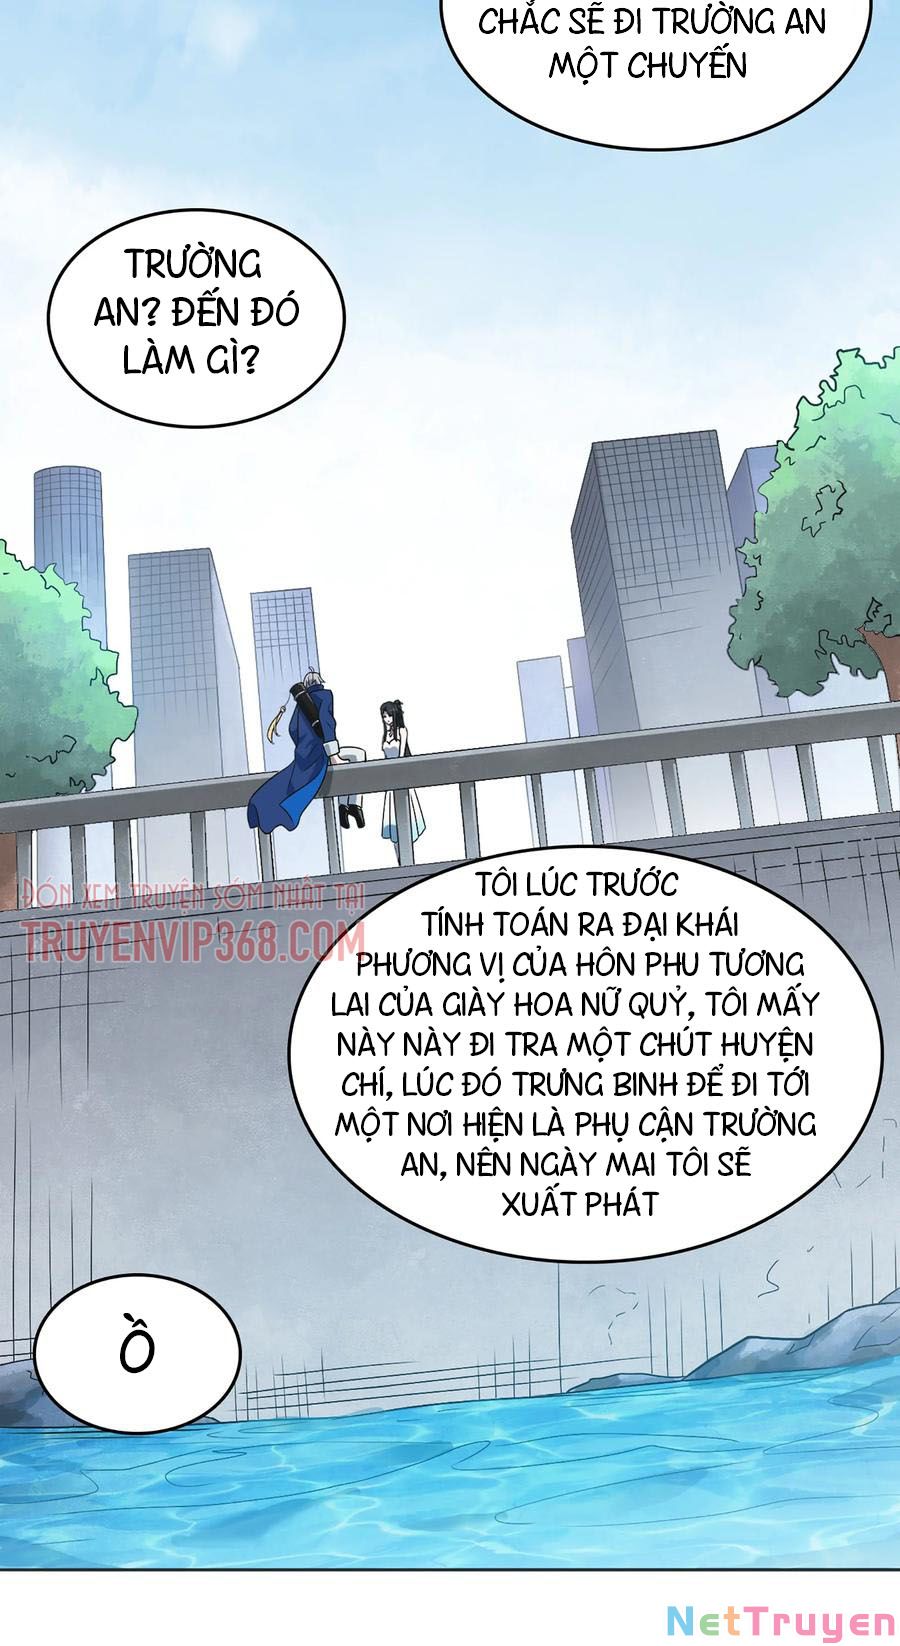 CHẮC SẼ ĐI TRƯỜNG AN
MỘT CHUYẾN
TRƯỜNG
AN? ĐẾN ĐÓ
LÀM GÌ?
TÔI LÚC TRƯỚC
TÍNH TOÁN RA ĐẠI KHÁI
PHƯƠNG VỊ CỦA HÔN PHU TƯƠNG
LAI CỦA GIÀY HOA NỮ QUỶ, TÔI MẤY
NÀY NÀY ĐI TRA MỘT CHÚT HUYỆN
CHÍ, LÚC ĐÓ TRƯNG BINH ĐỂ ĐI TỚI
MỘT NƠI HIỆN LÀ PHỤ CẬN TRƯỜNG
AN, NÊN NGÀY MAI TÔI SẼ
XUẤT PHÁT
ĐÓN XEM TRUYỆN SỚM NHẤT TẠI
TRUYENVIP368.COM
Ồ
NetTruyen